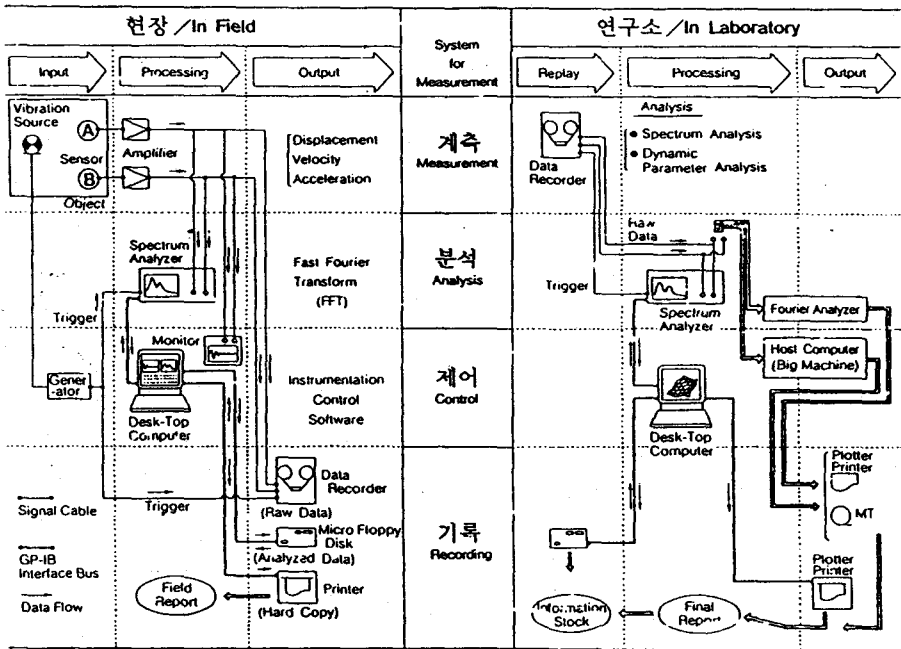 현장 / In Field
System
for
Measurement
연구소 / In Laboratory
Input
Processing
Output
Replay
Processing
Output
Vibration
Source
A
Amplifier
Sensor
B
Object
Displacement
Velocity
Acceleration
계측
Measurement
Data
Recorder
Analysis
• Spectrum Analysis
• Dynamic
Parameter Analysis
Spectrum
Analyzer
Trigger
Fast Fourier
Transform
(FFT)
분석
Analysis
Raw
Data
Trigger
Spectrum
Analyzer
Fourier Analyzer
Monitor
Gener
-ator
Desk-Top
Computer
Instrumentation
Control
Software
제어
Control
Host Computer
(Big Machine)
Desk-Top
Computer
Signal Cable
GP-IB
Interface Bus
Data Flow
Trigger
Data
Recorder
(Raw Data)
Micro Floppy
Disk
(Analyzed Data)
Printer
(Hard Copy)
Field
Report
기록
Recording
Plotter
Printer
MT
Plotter
Printer
Information
Stock
Final
Report